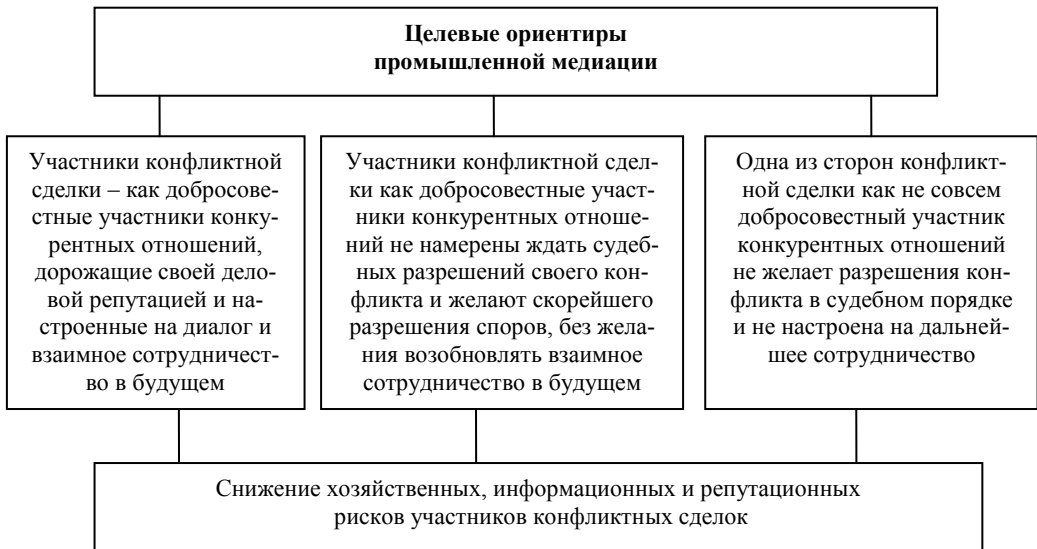 Целевые ориентиры
промышленной медиации
Участники конфликтной
сделки – как добросове-
стные участники конку-
рентных отношений,
дорожащие своей дело-
вой репутацией и на-
строенные на диалог и
взаимное сотрудничест-
во в будущем
Участники конфликтной сдел-
ки как добросовестные участ-
ники конкурентных отноше-
ний не намерены ждать судеб-
ных разрешений своего кон-
фликта и желают скорейшего
разрешения споров, без жела-
ния возобновлять взаимное
сотрудничество в будущем
Одна из сторон конфликт-
ной сделки как не совсем
добросовестный участник
конкурентных отношений
не желает разрешения кон-
фликта в судебном порядке
и не настроена на дальней-
шее сотрудничество
Снижение хозяйственных, информационных и репутационных
рисков участников конфликтных сделок